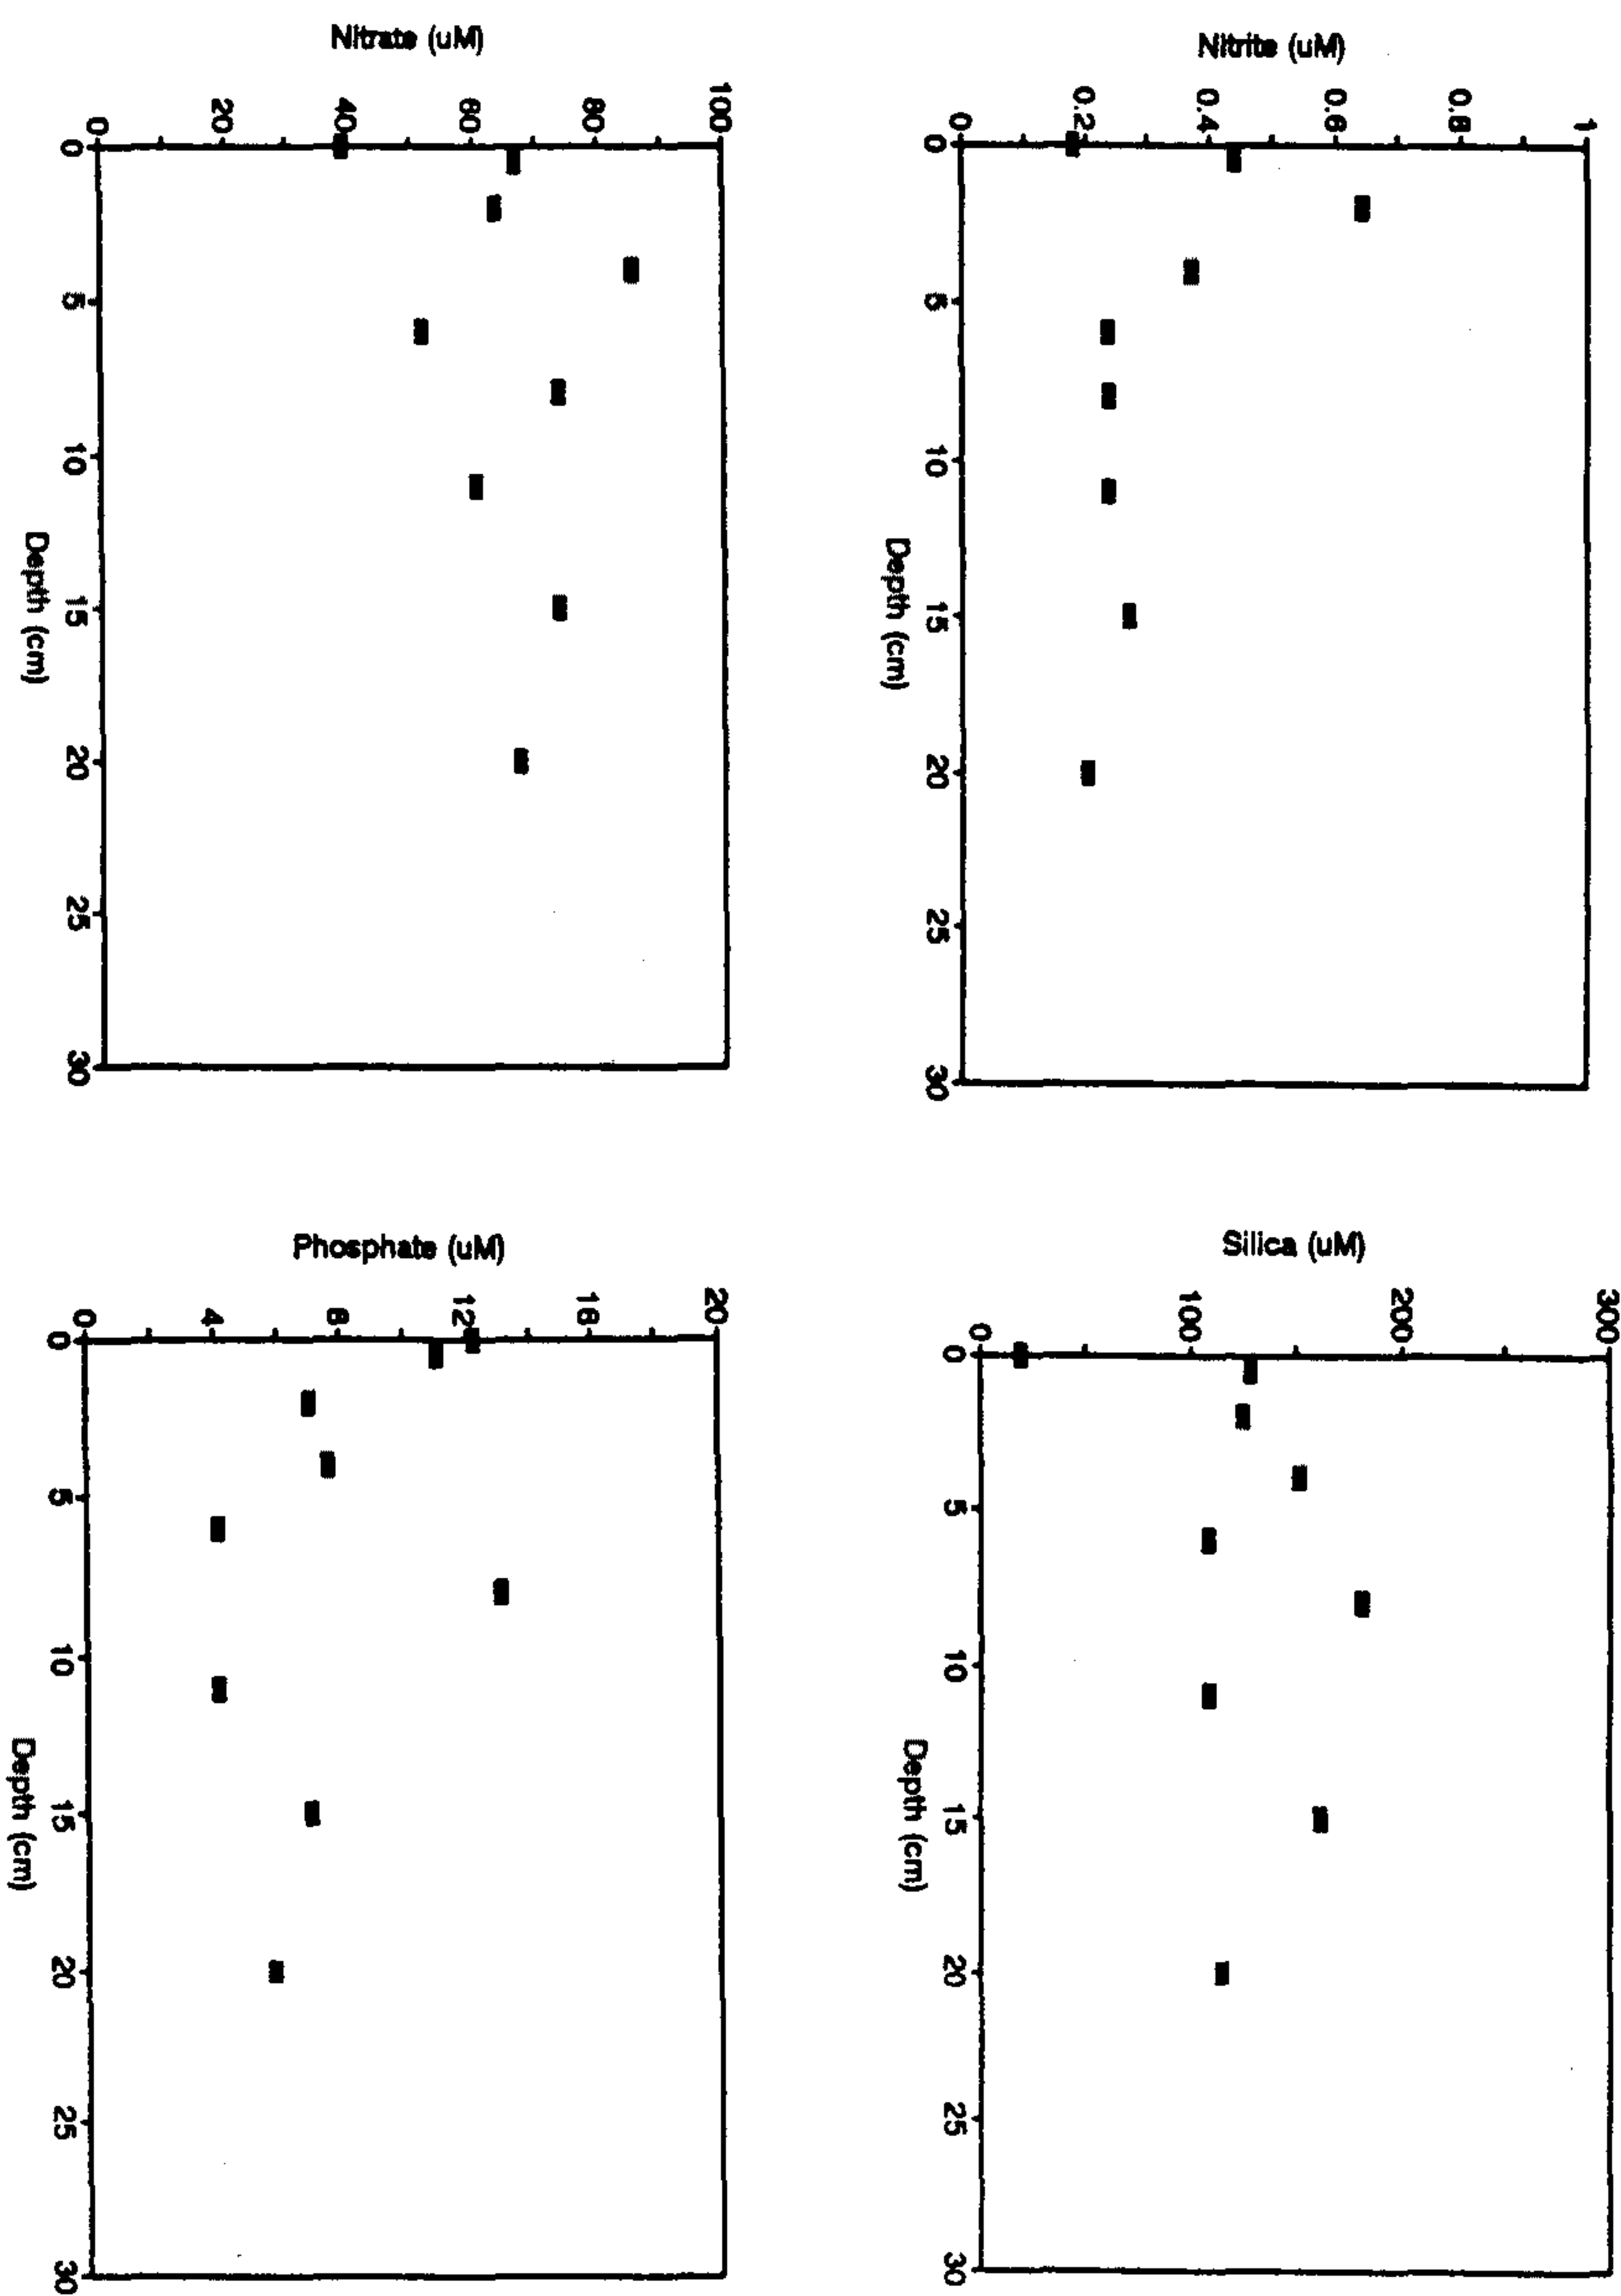 Nitrite (uM)
1
0.8
0.6
0.4
0.2
0
0 5 10 15 20 25 30
Depth (cm)
Silica (uM)
300
200
100
0
0 5 10 15 20 25 30
Depth (cm)
Nitrate (uM)
100
80
60
40
20
0
0 5 10 15 20 25 30
Depth (cm)
Phosphate (uM)
20
16
12
8
4
0
0 5 10 15 20 25 30
Depth (cm)